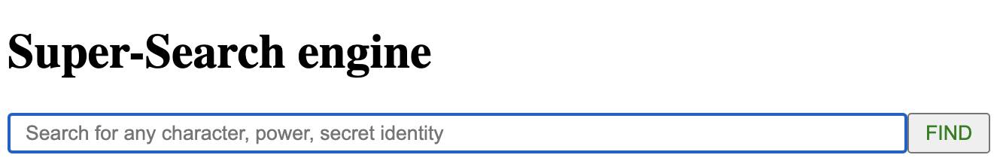 Super-Search engine
Search for any character, power, secret identity FIND